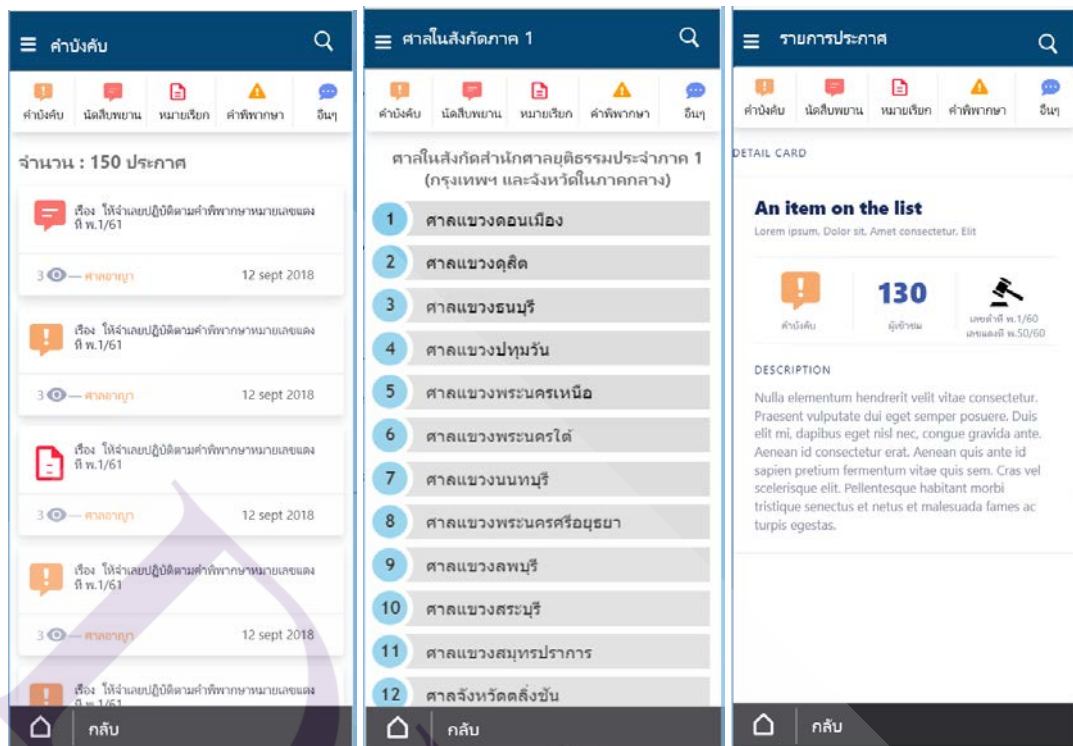 คำบังคับ
คำบังคับ นัดสืบพยาน หมายเรียก คำพิพากษา อื่นๆ
จำนวน : 150 ประกาศ
เรื่อง ให้จำเลยปฏิบัติตามคำพิพากษาหมายเลขแดง
ที่ พ.1/61
3 — ศาลอาญา 12 sept 2018
เรื่อง ให้จำเลยปฏิบัติตามคำพิพากษาหมายเลขแดง
ที่ พ.1/61
3 — ศาลอาญา 12 sept 2018
เรื่อง ให้จำเลยปฏิบัติตามคำพิพากษาหมายเลขแดง
ที่ พ.1/61
3 — ศาลอาญา 12 sept 2018
เรื่อง ให้จำเลยปฏิบัติตามคำพิพากษาหมายเลขแดง
ที่ พ.1/61
3 — ศาลอาญา 12 sept 2018
เรื่อง ให้จำเลยปฏิบัติตามคำพิพากษาหมายเลขแดง
ที่ พ.1/61
กลับ
ศาลในสังกัดภาค 1
คำบังคับ นัดสืบพยาน หมายเรียก คำพิพากษา อื่นๆ
ศาลในสังกัดสำนักศาลยุติธรรมประจำภาค 1
(กรุงเทพฯ และจังหวัดในภาคกลาง)
1 ศาลแขวงดอนเมือง
2 ศาลแขวงดุสิต
3 ศาลแขวงธนบุรี
4 ศาลแขวงปทุมวัน
5 ศาลแขวงพระนครเหนือ
6 ศาลแขวงพระนครใต้
7 ศาลแขวงนนทบุรี
8 ศาลแขวงพระนครศรีอยุธยา
9 ศาลแขวงลพบุรี
10 ศาลแขวงสระบุรี
11 ศาลแขวงสมุทรปราการ
12 ศาลจังหวัดตลิ่งชัน
กลับ
รายการประกาศ
คำบังคับ นัดสืบพยาน หมายเรียก คำพิพากษา อื่นๆ
DETAIL CARD
An item on the list
Lorem ipsum, Dolor sit, Amet consectetur, Elit
คำบังคับ
130
ผู้เข้าชม
เลขดำที่ พ.1/60
เลขแดงที่ พ.50/60
DESCRIPTION
Nulla elementum hendrerit velit vitae consectetur.
Praesent vulputate dui eget semper posuere. Duis
elit mi, dapibus eget nisl nec, congue gravida ante.
Aenean id consectetur erat. Aenean quis ante id
sapien pretium fermentum vitae quis sem. Cras vel
scelerisque elit. Pellentesque habitant morbi
tristique senectus et netus et malesuada fames ac
turpis egestas.
กลับ